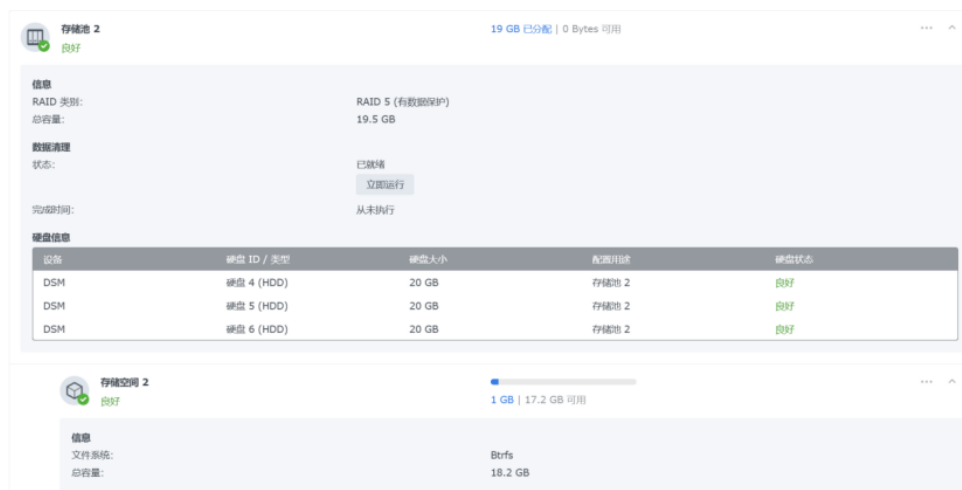 存储池 2
19 GB 已分配 | 0 Bytes 可用
良好
信息
RAID 类别: RAID 5 (有数据保护)
总容量: 19.5 GB
数据清理
状态: 已就绪
立即运行
完成时间: 从未执行
硬盘信息
设备 硬盘 ID / 类型 硬盘大小 配置用途 硬盘状态
DSM 硬盘 4 (HDD) 20 GB 存储池 2 良好
DSM 硬盘 5 (HDD) 20 GB 存储池 2 良好
DSM 硬盘 6 (HDD) 20 GB 存储池 2 良好
存储空间 2
良好
1 GB | 17.2 GB 可用
信息
文件系统: Btrfs
总容量: 18.2 GB